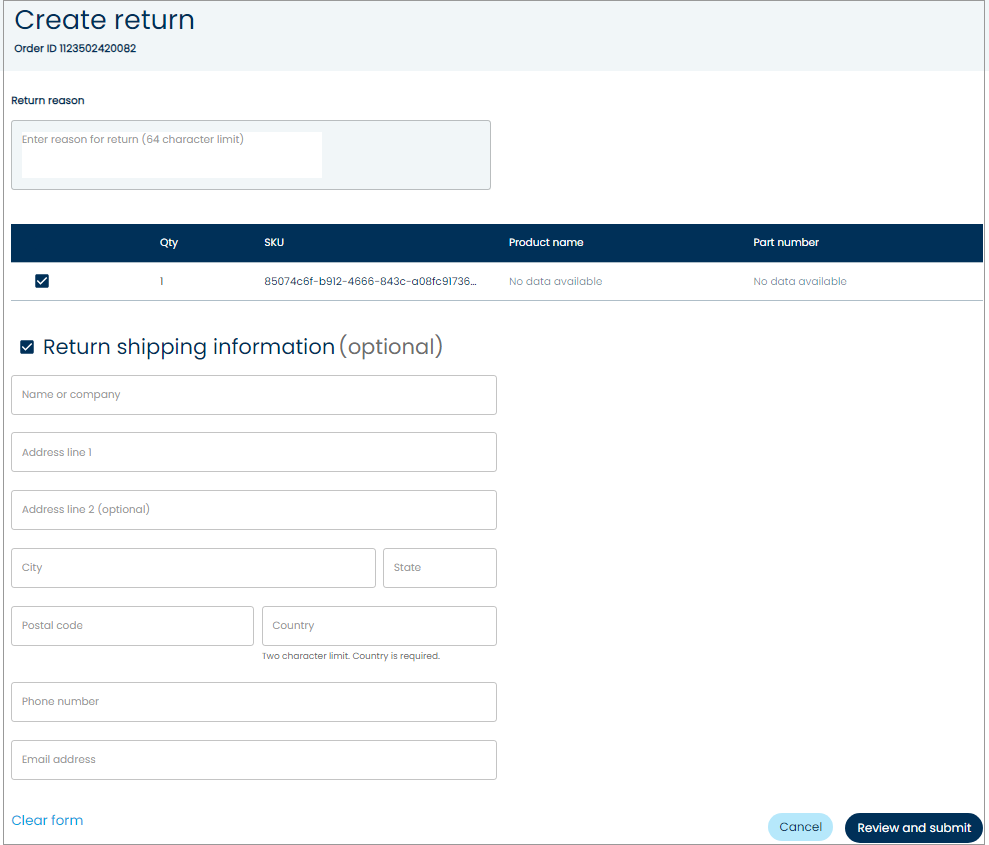 Create return
Order ID 1123502420082
Return reason
Enter reason for return (64 character limit)
Qty SKU Product name Part number
1 85074c6f-b912-4666-843c-a08fc91736... No data available No data available
Return shipping information (optional)
Name or company
Address line 1
Address line 2 (optional)
City State
Postal code Country
Two character limit. Country is required.
Phone number
Email address
Clear form Cancel Review and submit